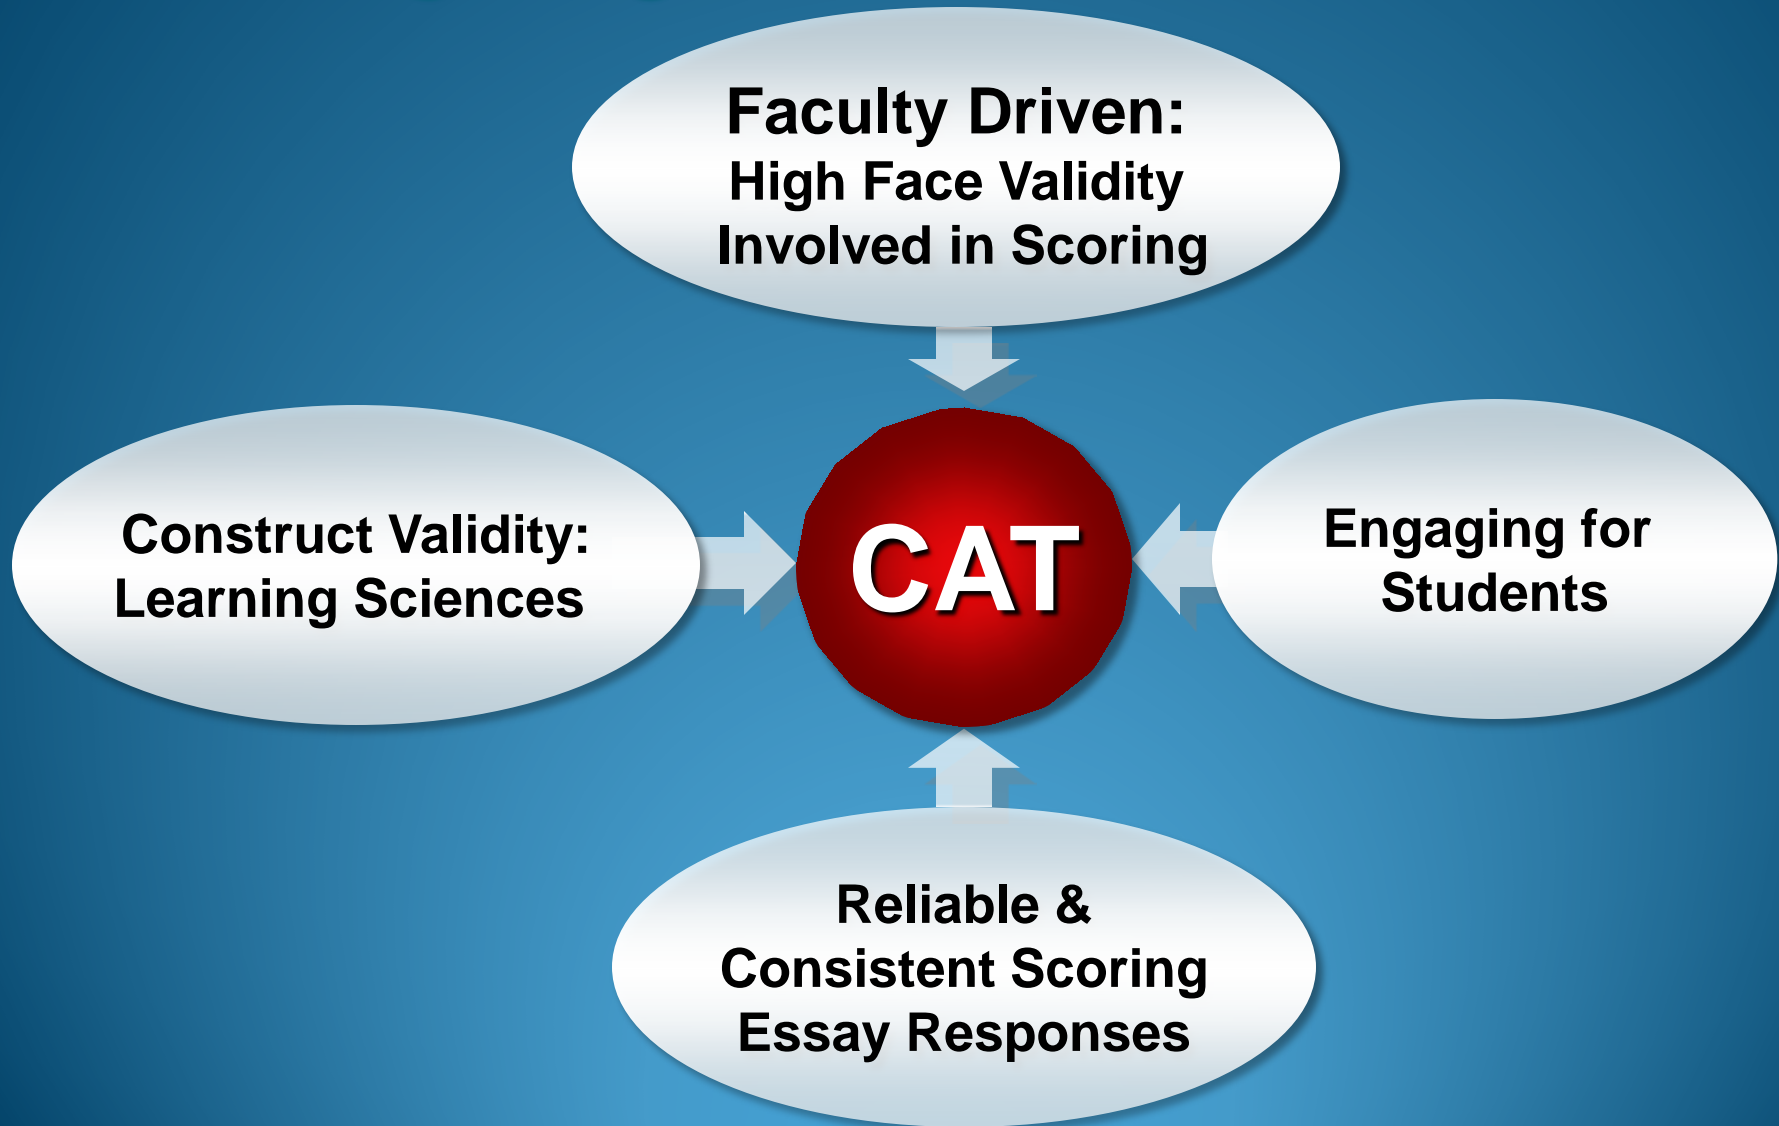 Faculty Driven:
High Face Validity
Involved in Scoring
Construct Validity:
Learning Sciences
CAT
Engaging for
Students
Reliable &
Consistent Scoring
Essay Responses